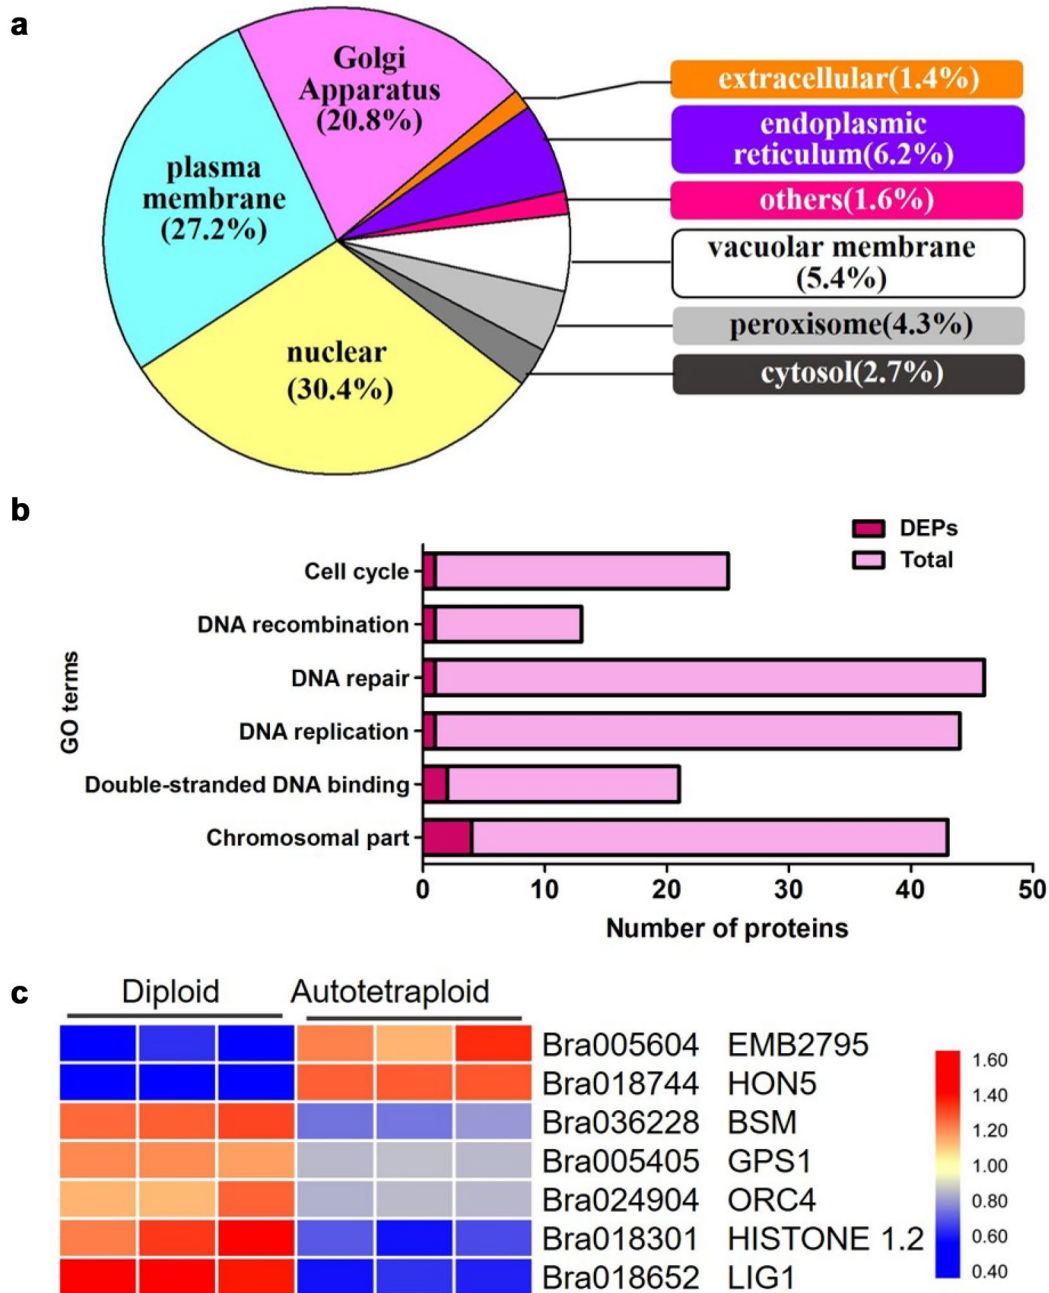 a
Golgi
Apparatus
(20.8%)
plasma
membrane
(27.2%)
nuclear
(30.4%)
extracellular(1.4%)
endoplasmic
reticulum(6.2%)
others(1.6%)
vacuolar membrane
(5.4%)
peroxisome(4.3%)
cytosol(2.7%)
b
DEPs
Total
GO terms
Cell cycle
DNA recombination
DNA repair
DNA replication
Double-stranded DNA binding
Chromosomal part
0 10 20 30 40 50
Number of proteins
c
Diploid Autotetraploid
Bra005604 EMB2795
Bra018744 HON5
Bra036228 BSM
Bra005405 GPS1
Bra024904 ORC4
Bra018301 HISTONE 1.2
Bra018652 LIG1
1.60
1.40
1.20
1.00
0.80
0.60
0.40